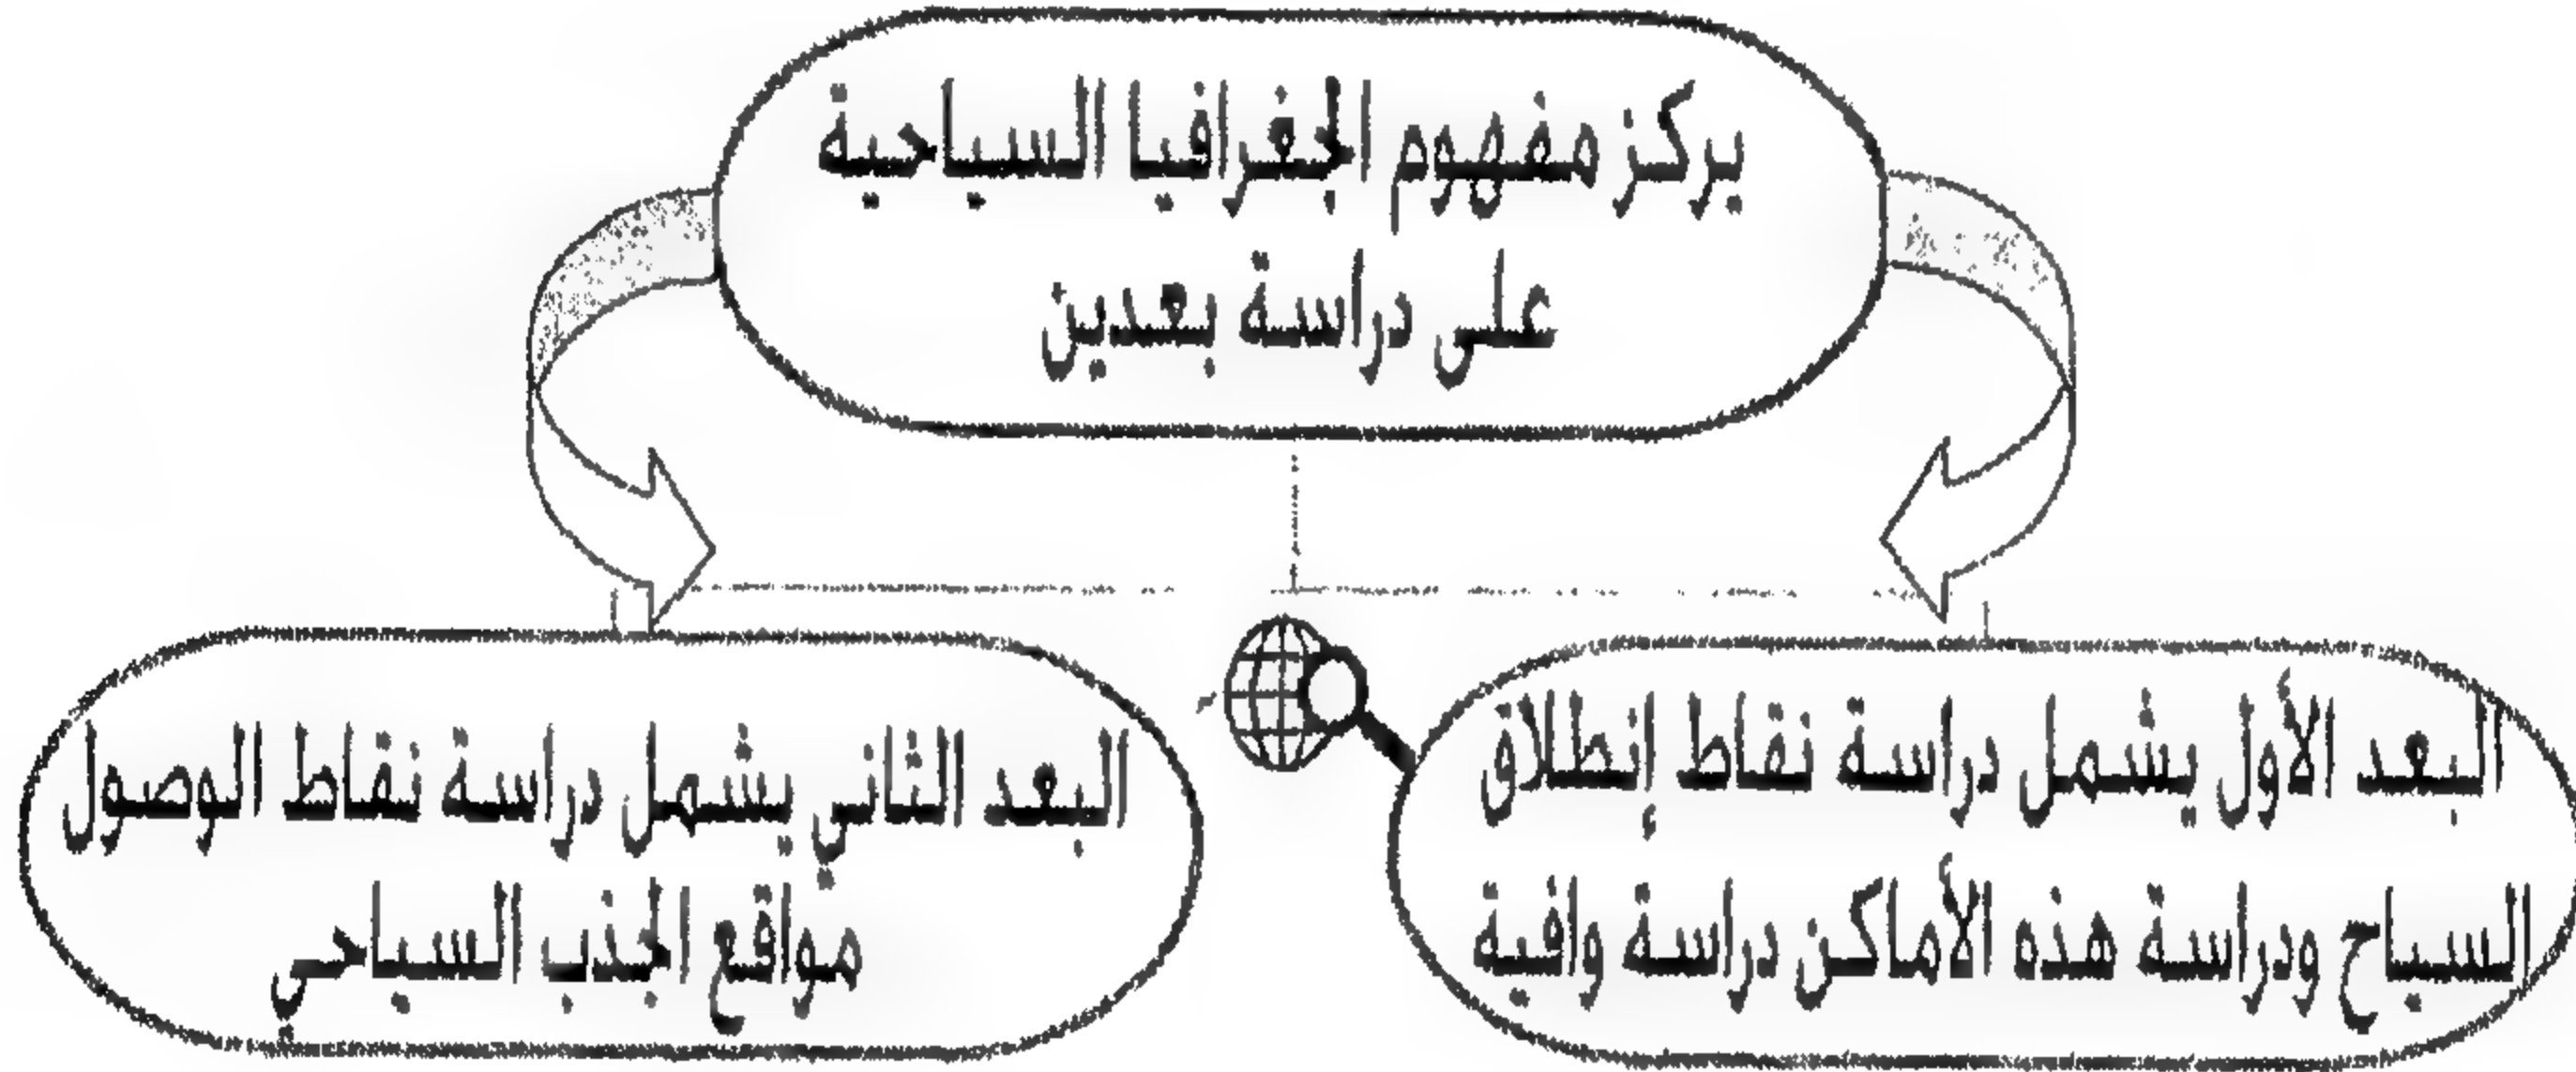 يركز مفهوم الجغرافيا السياحية
على دراسة بعدين
البعد الأول يشمل دراسة نقاط إنطلاق
السياح ودراسة هذه الأماكن دراسة وافية
البعد الثاني يشمل دراسة نقاط الوصول
مواقع الجذب السياحي